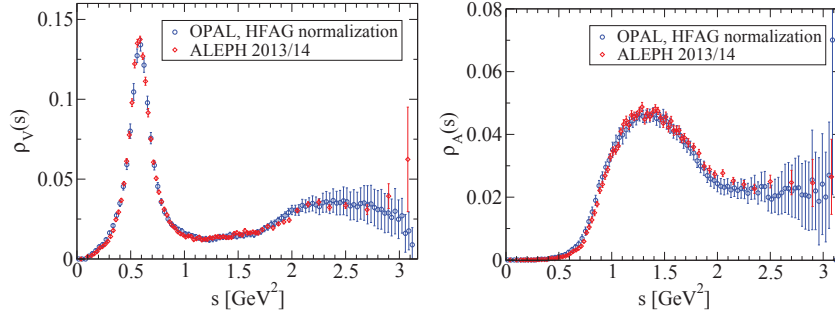 0.15
0.1
0.05
0
ρ_V(s)
OPAL, HFAG normalization
ALEPH 2013/14
0 0.5 1 1.5 2 2.5 3
s [GeV²]
0.08
0.06
0.04
0.02
0
ρ_A(s)
OPAL, HFAG normalization
ALEPH 2013/14
0 0.5 1 1.5 2 2.5 3
s [GeV²]